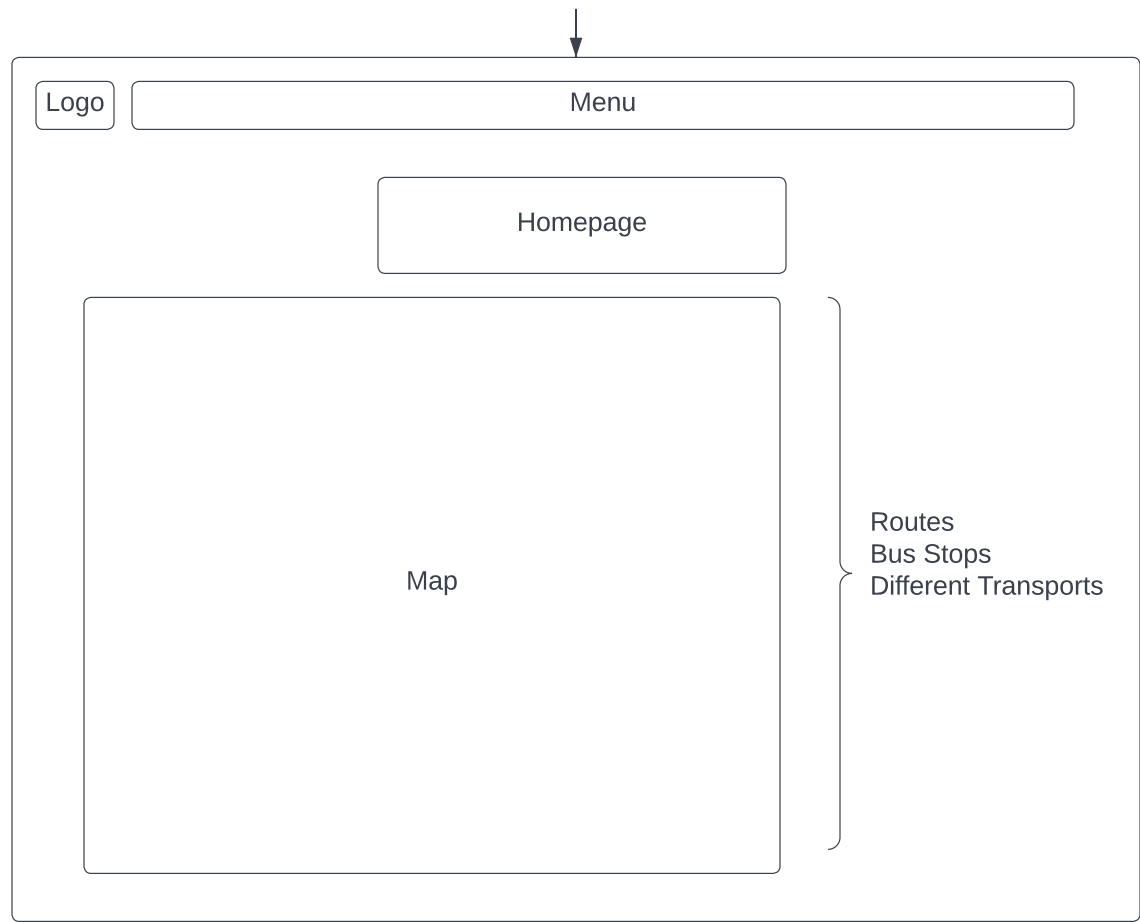 Logo
Menu
Homepage
Map
Routes
Bus Stops
Different Transports